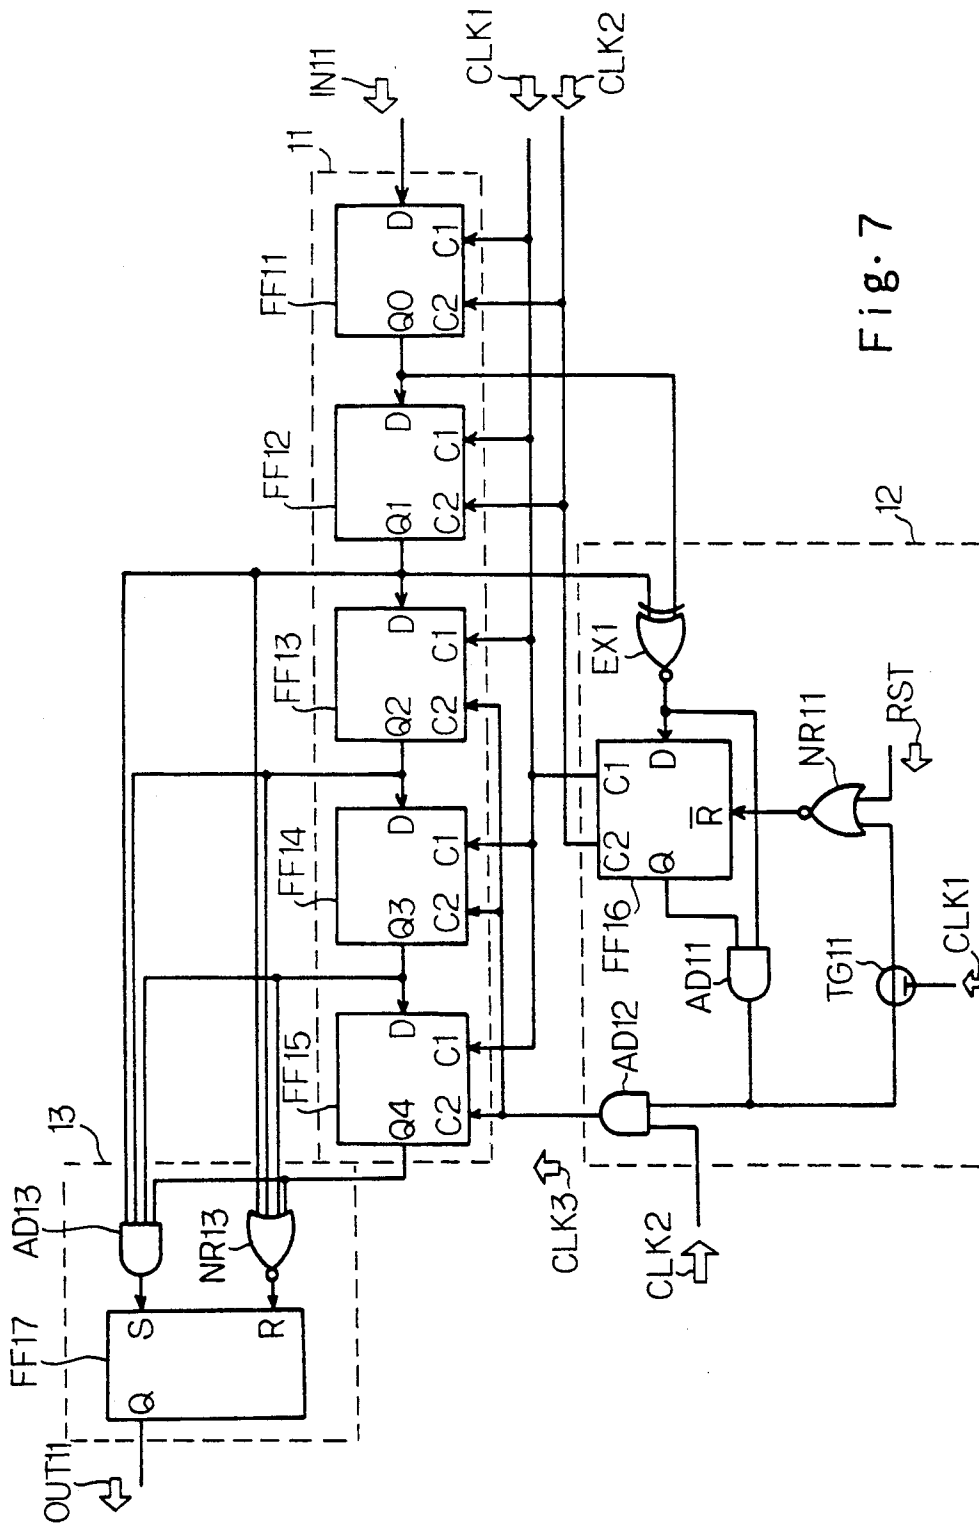 OUT11
FF17
Q
S
R
AD13
NR13
13
FF15
Q4
D
C2
C1
FF14
Q3
D
C2
C1
FF13
Q2
D
C2
C1
FF12
Q1
D
C2
C1
FF11
Q0
D
C2
C1
11
IN11
CLK1
CLK2
CLK3
CLK2
AD12
AD11
FF16
C2
C1
Q
D
R̅
EX1
12
TG11
CLK1
NR11
RST
Fig. 7